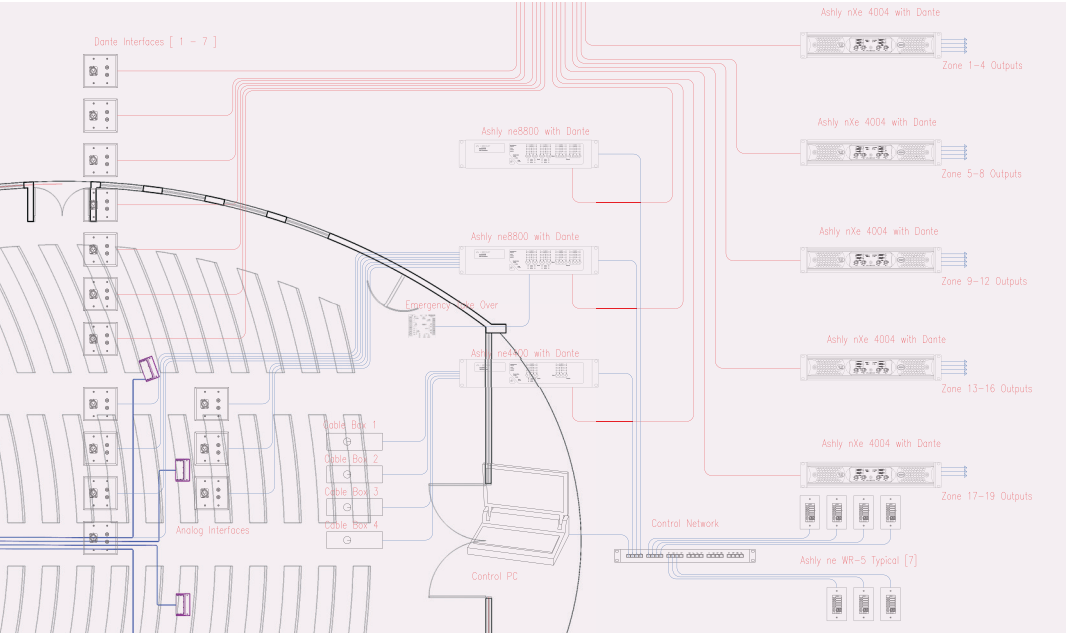 Ashly nXe 4004 with Dante
Dante Interfaces [ 1 - 7 ]
Zone 1-4 Outputs
Ashly nXe 4004 with Dante
Ashly ne8800 with Dante
Zone 5-8 Outputs
Ashly nXe 4004 with Dante
Ashly ne8800 with Dante
Zone 9-12 Outputs
Emergency Take Over
Ashly nXe 4004 with Dante
Ashly ne4400 with Dante
Zone 13-16 Outputs
Cable Box 1
Ashly nXe 4004 with Dante
Cable Box 2
Cable Box 3
Zone 17-19 Outputs
Cable Box 4
Analog Interfaces
Control Network
Ashly ne WR-5 Typical [7]
Control PC